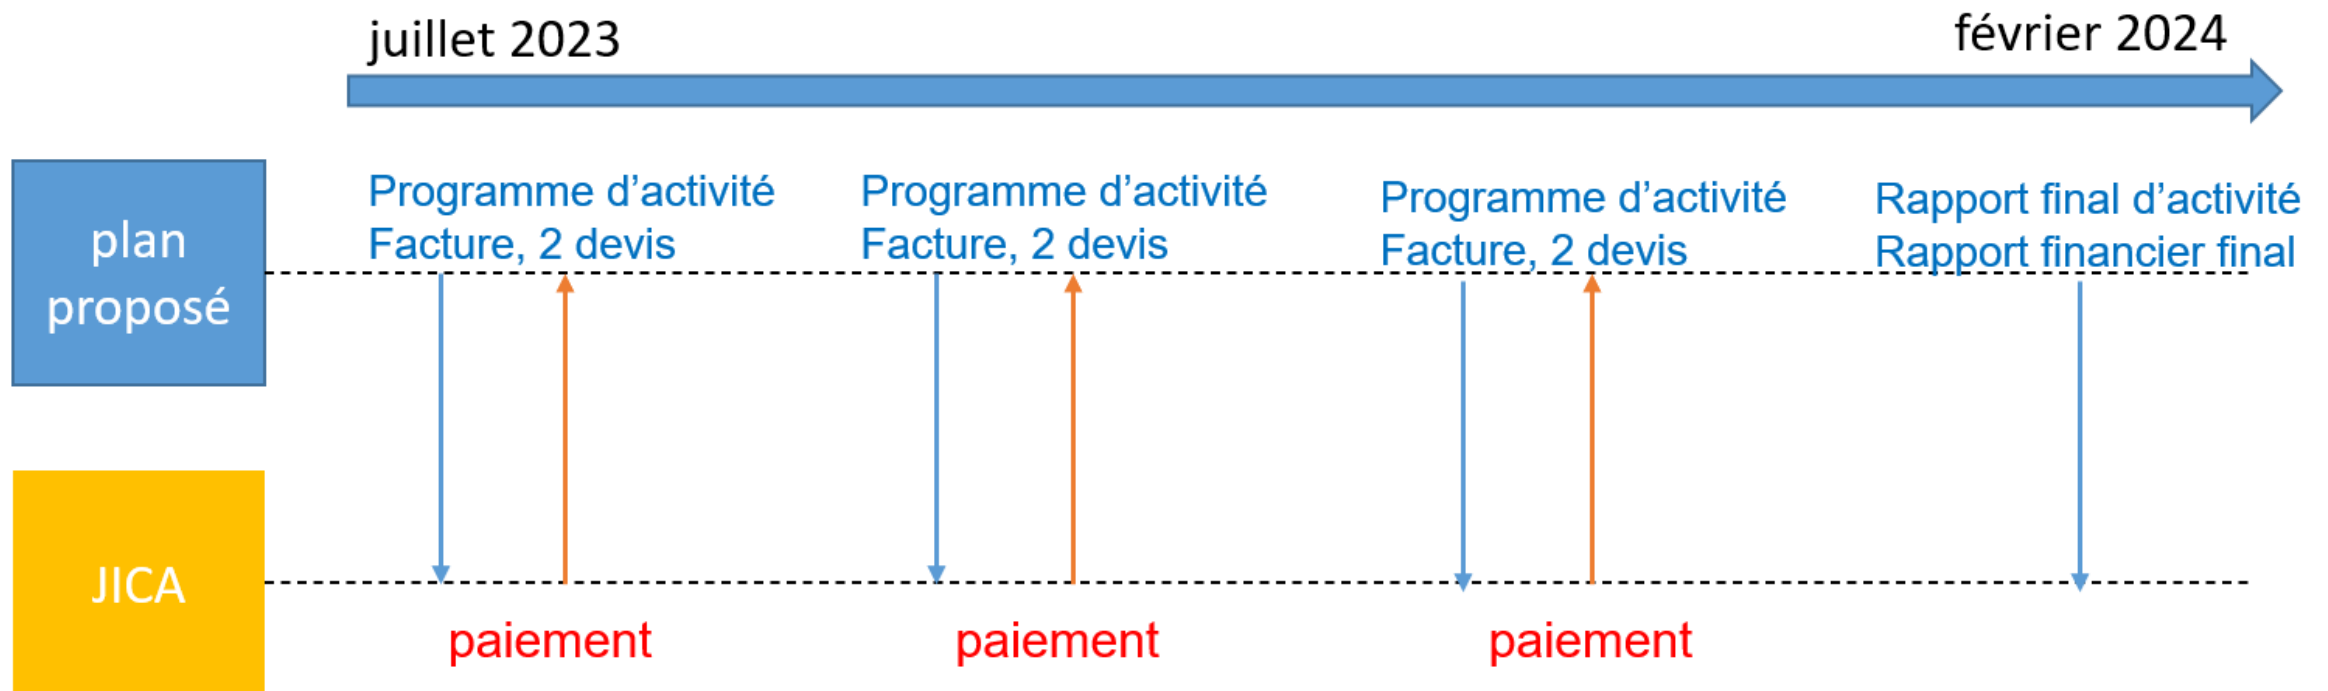 juillet 2023
février 2024
plan
proposé
Programme d’activité
Facture, 2 devis
Programme d’activité
Facture, 2 devis
Programme d’activité
Facture, 2 devis
Rapport final d’activité
Rapport financier final
JICA
paiement
paiement
paiement